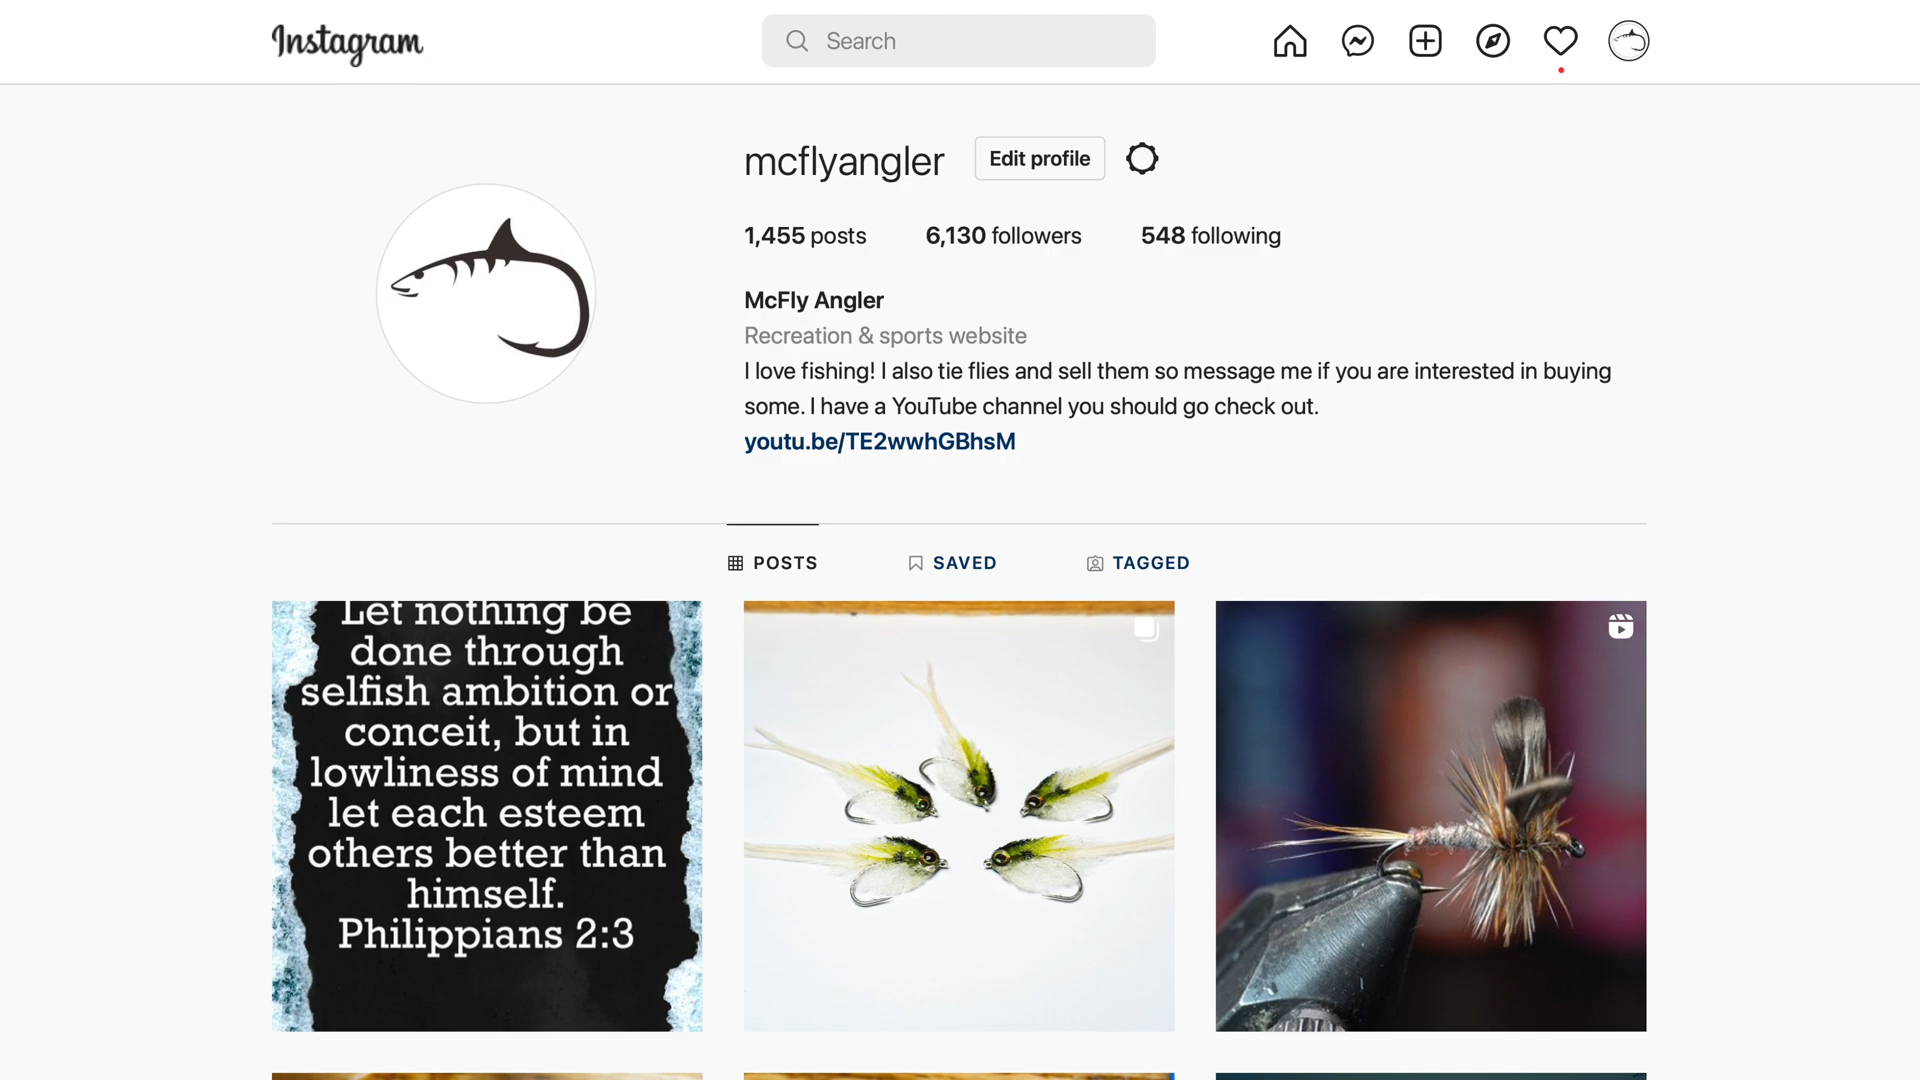 Instagram
Search
mcflyangler
Edit profile
1,455 posts
6,130 followers
548 following
McFly Angler
Recreation & sports website
I love fishing! I also tie flies and sell them so message me if you are interested in buying
some. I have a YouTube channel you should go check out.
youtu.be/TE2wwhGBhsM
POSTS
SAVED
TAGGED
Let nothing be
done through
selfish ambition or
conceit, but in
lowliness of mind
let each esteem
others better than
himself.
Philippians 2:3